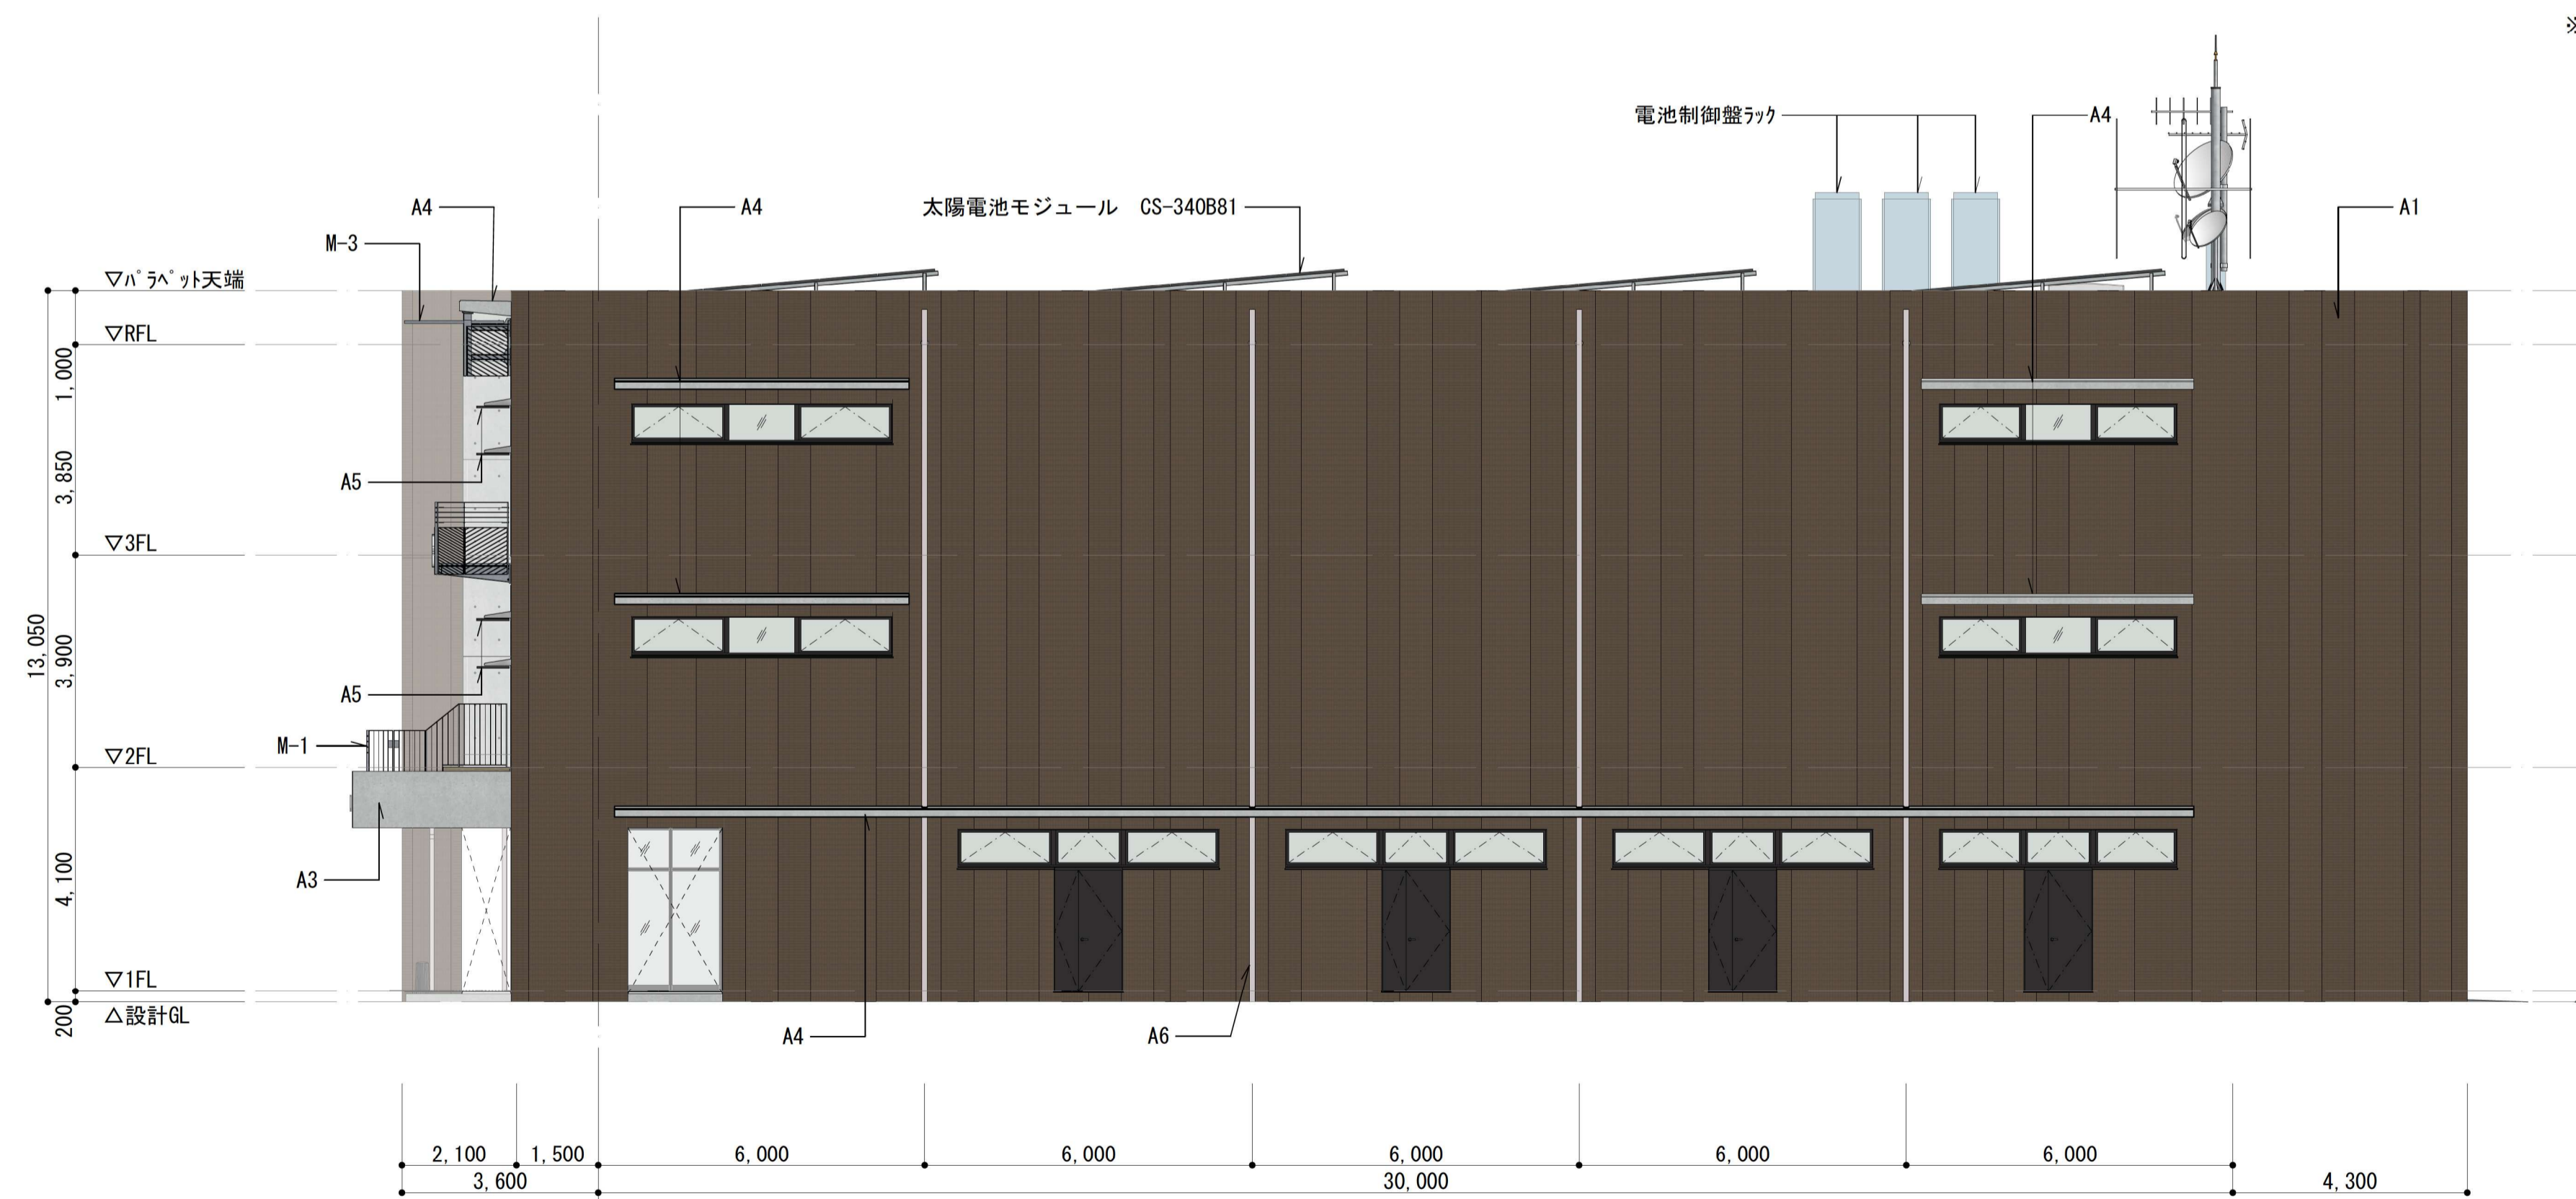 ※
電池制御盤ラック
A4
A4
A4
太陽電池モジュール CS-340B81
A1
M-3
▽パラペット天端
▽RFL
1,000
3,850
A5
▽3FL
13,050
3,900
A5
M-1
▽2FL
4,100
A3
▽1FL
200
△設計GL
A4
A6
2,100
1,500
6,000
6,000
6,000
6,000
6,000
3,600
30,000
4,300